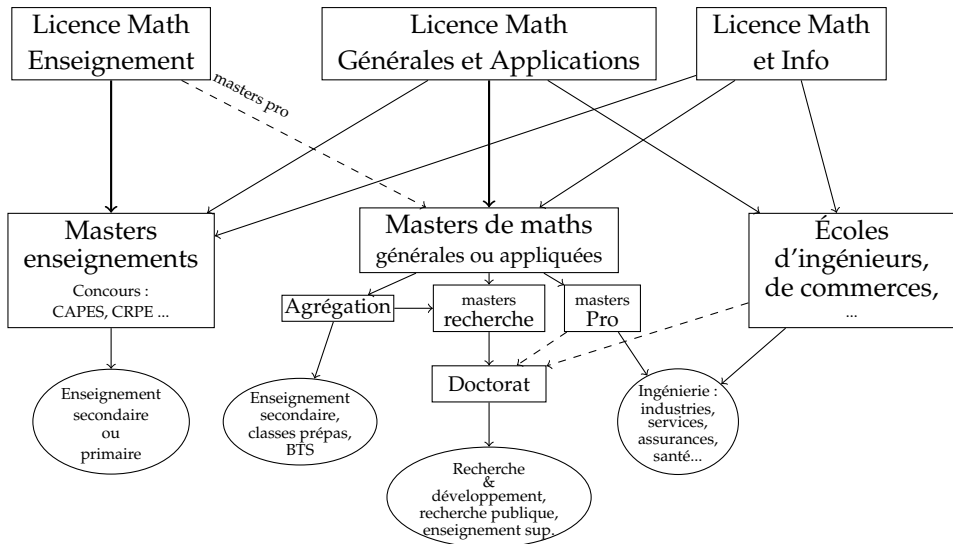 Licence Math
Enseignement
Licence Math
Générales et Applications
Licence Math
et Info
masters pro
Masters
enseignements
Concours :
CAPES, CRPE ...
Masters de maths
générales ou appliquées
Écoles
d'ingénieurs,
de commerces,
...
Agrégation
masters
recherche
masters
Pro
Doctorat
Enseignement
secondaire
ou
primaire
Enseignement
secondaire,
classes prépas,
BTS
Ingénierie :
industries,
services,
assurances,
santé...
Recherche
&
développement,
recherche publique,
enseignement sup.